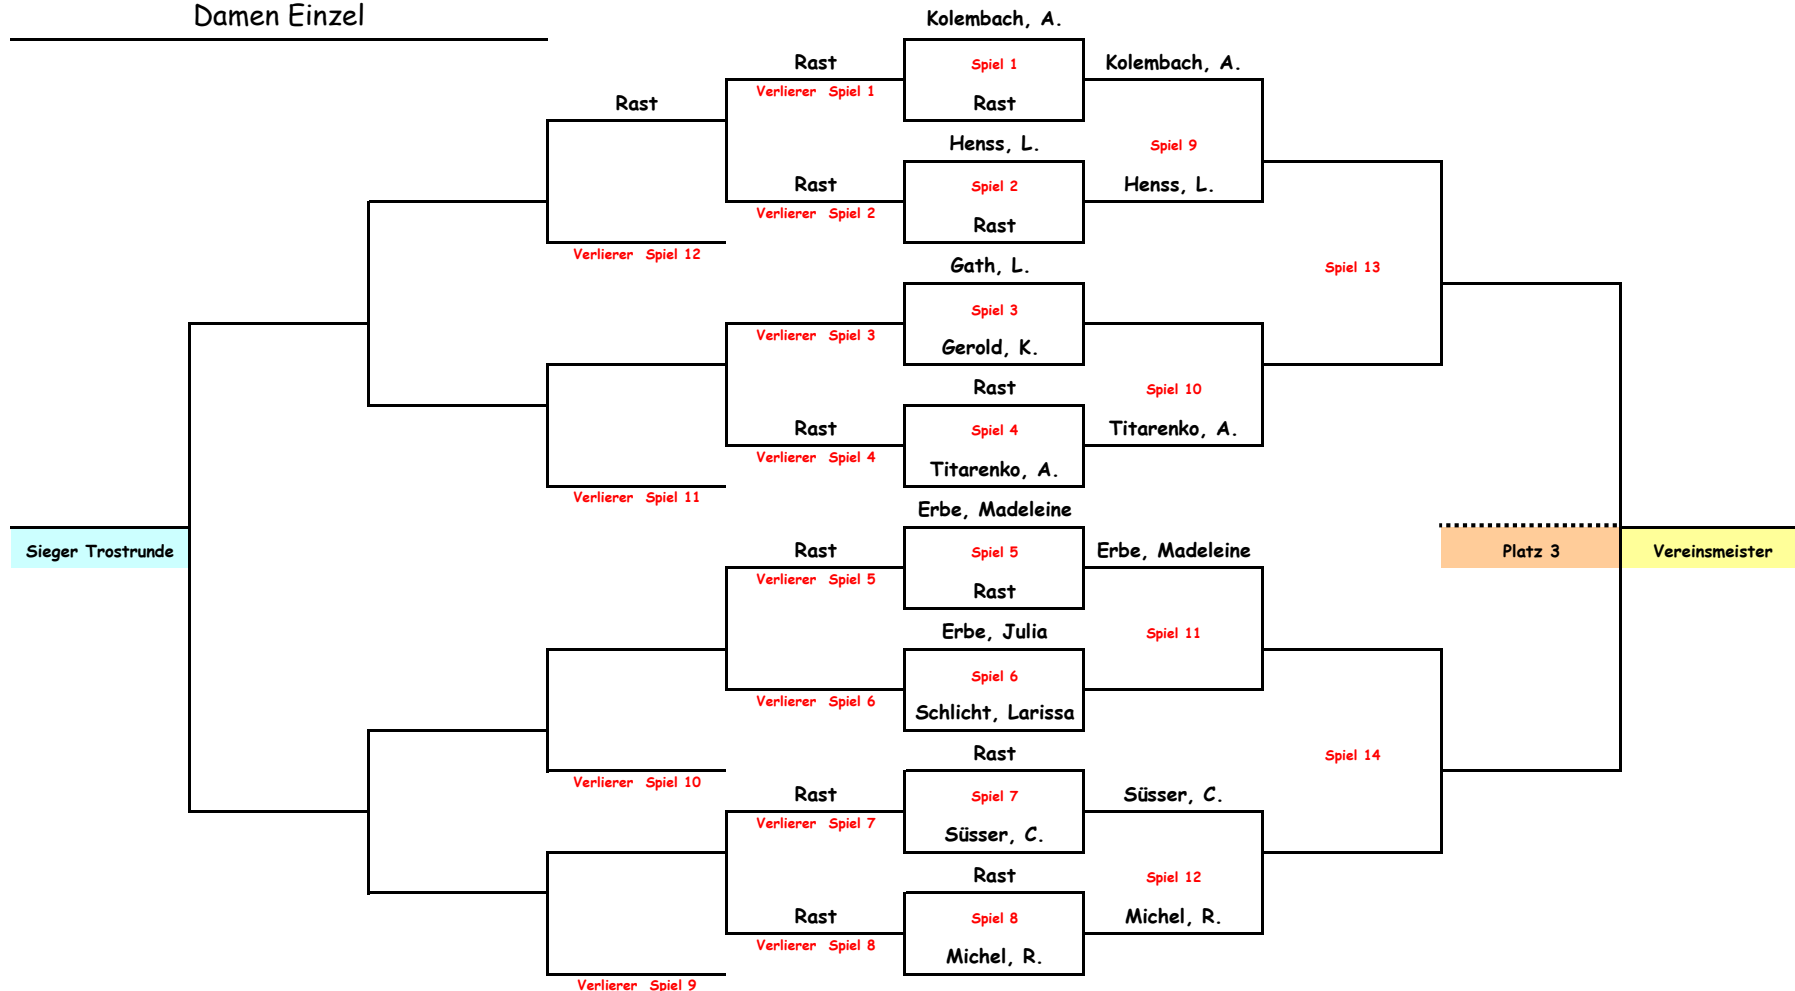 Damen Einzel
Kolembach, A.
Rast
Spiel 1
Kolembach, A.
Verlierer Spiel 1
Rast
Rast
Henss, L.
Spiel 9
Rast
Spiel 2
Henss, L.
Verlierer Spiel 2
Rast
Verlierer Spiel 12
Gath, L.
Spiel 13
Spiel 3
Verlierer Spiel 3
Gerold, K.
Rast
Spiel 10
Rast
Spiel 4
Titarenko, A.
Verlierer Spiel 4
Titarenko, A.
Verlierer Spiel 11
Erbe, Madeleine
Sieger Trostrunde
Rast
Spiel 5
Erbe, Madeleine
Platz 3
Vereinsmeister
Verlierer Spiel 5
Rast
Erbe, Julia
Spiel 11
Spiel 6
Verlierer Spiel 6
Schlicht, Larissa
Rast
Spiel 14
Verlierer Spiel 10
Rast
Spiel 7
Süsser, C.
Verlierer Spiel 7
Süsser, C.
Rast
Spiel 12
Rast
Spiel 8
Michel, R.
Verlierer Spiel 8
Michel, R.
Verlierer Spiel 9